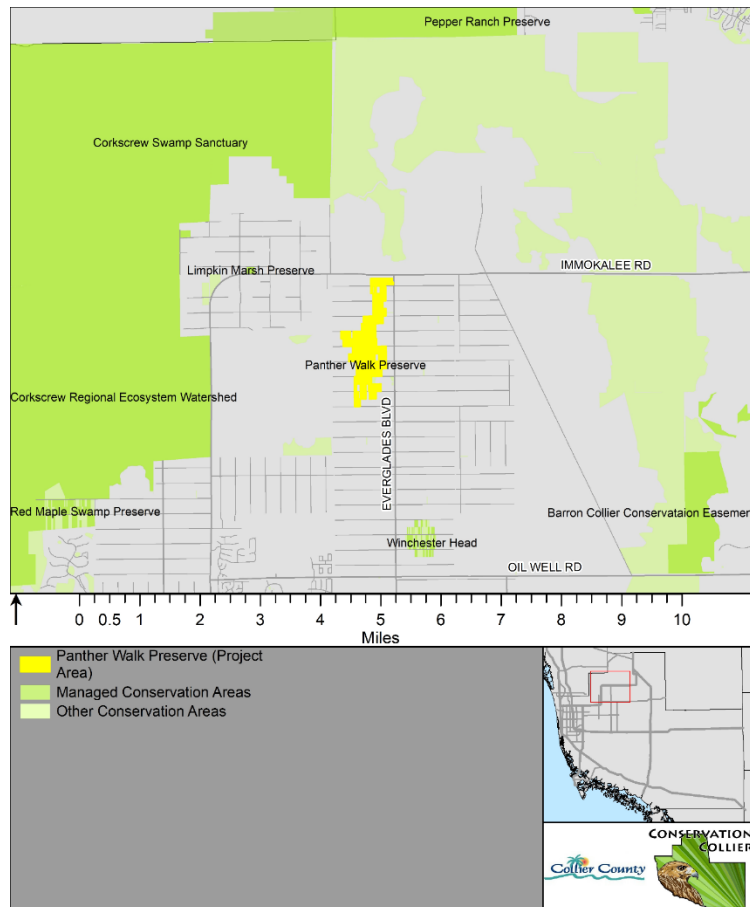 Pepper Ranch Preserve
Corkscrew Swamp Sanctuary
IMMOKALEE RD
Limpkin Marsh Preserve
Panther Walk Preserve
Corkscrew Regional Ecosystem Watershed
EVERGLADES BLVD
Red Maple Swamp Preserve
Barron Collier Conservataion Easemen
Winchester Head
OIL WELL RD
0 0.5 1 2 3 4 5 6 7 8 9 10
Miles
Panther Walk Preserve (Project
Area)
Managed Conservation Areas
Other Conservation Areas
CONSERVATION
COLLIER
Collier County